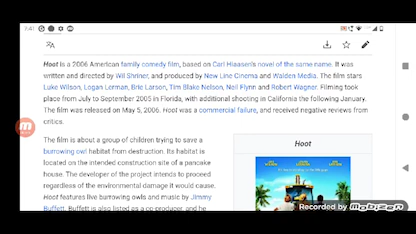 Hoot is a 2006 American family comedy film, based on Carl Hiaasen's novel of the same name. It was
written and directed by Wil Shriner, and produced by New Line Cinema and Walden Media. The film stars
Luke Wilson, Logan Lerman, Brie Larson, Tim Blake Nelson, Neil Flynn and Robert Wagner. Filming took
place from July to September 2005 in Florida, with additional shooting in California the following January.
The film was released on May 5, 2006. Hoot was a commercial failure, and received negative reviews from
critics.
The film is about a group of children trying to save a
burrowing owl habitat from destruction. Its habitat is
located on the intended construction site of a pancake
house. The developer of the project intends to proceed
regardless of the environmental damage it would cause.
Hoot features live burrowing owls and music by Jimmy
Buffett. Buffett is also listed as a co-producer, and he
Hoot
Recorded by Mobizen